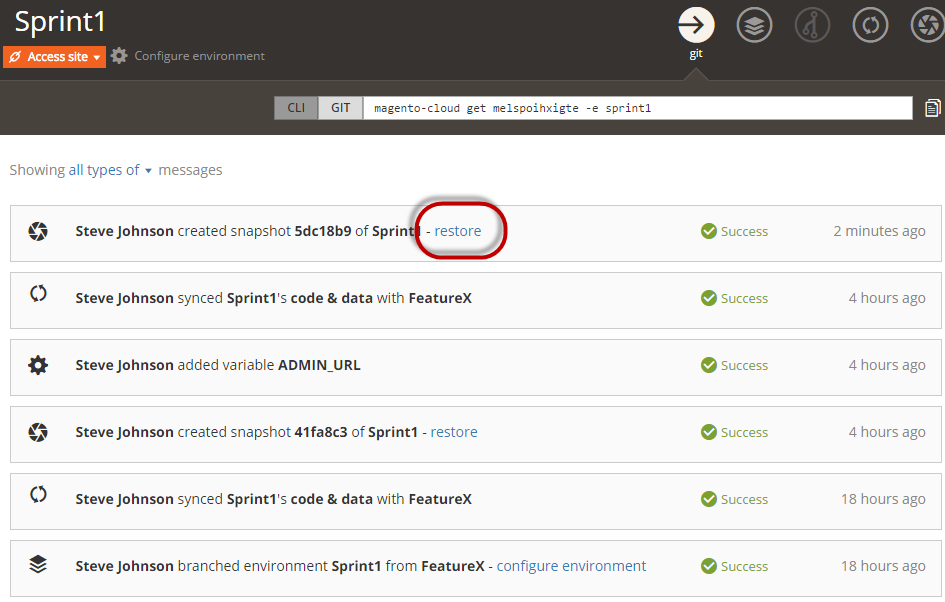 Sprint1
Access site
Configure environment
git
CLI GIT magento-cloud get melspoihxigte -e sprint1
Showing all types of messages
Steve Johnson created snapshot 5dc18b9 of Sprint1 - restore Success 2 minutes ago
Steve Johnson synced Sprint1's code & data with FeatureX Success 4 hours ago
Steve Johnson added variable ADMIN_URL Success 4 hours ago
Steve Johnson created snapshot 41fa8c3 of Sprint1 - restore Success 4 hours ago
Steve Johnson synced Sprint1's code & data with FeatureX Success 18 hours ago
Steve Johnson branched environment Sprint1 from FeatureX - configure environment Success 18 hours ago